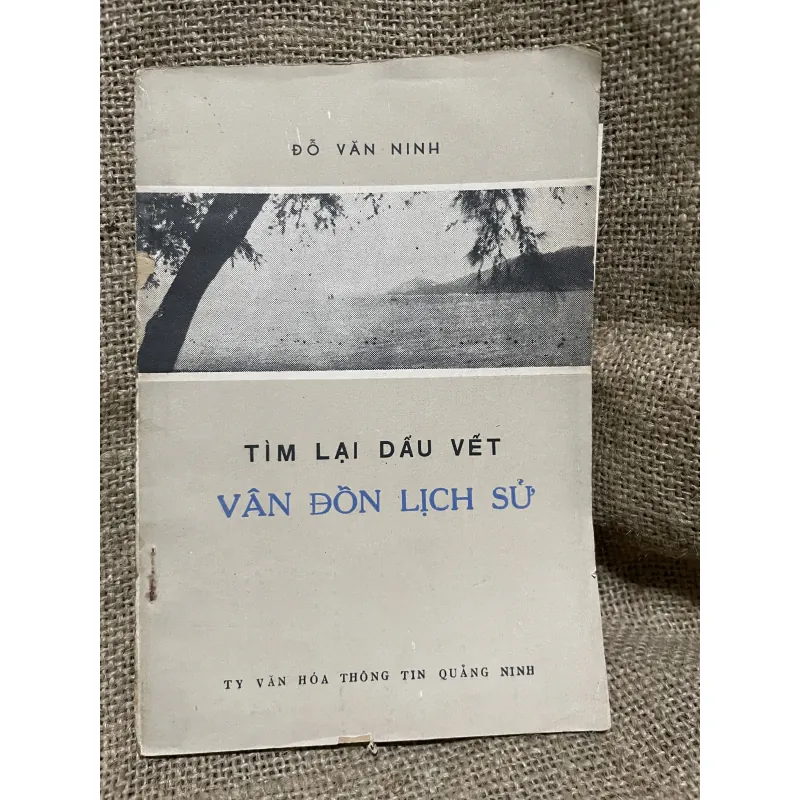 ĐỖ VĂN NINH
TÌM LẠI DẤU VẾT
VÂN ĐỒN LỊCH SỬ
TY VĂN HÓA THÔNG TIN QUẢNG NINH